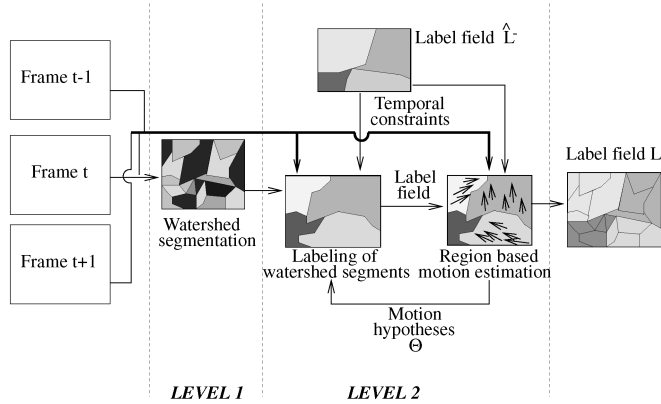 Frame t-1
Frame t
Frame t+1
Watershed
segmentation
Label field L̂⁻
Temporal
constraints
Label
field
Labeling of
watershed segments
Region based
motion estimation
Motion
hypotheses
Θ
Label field L
LEVEL 1
LEVEL 2